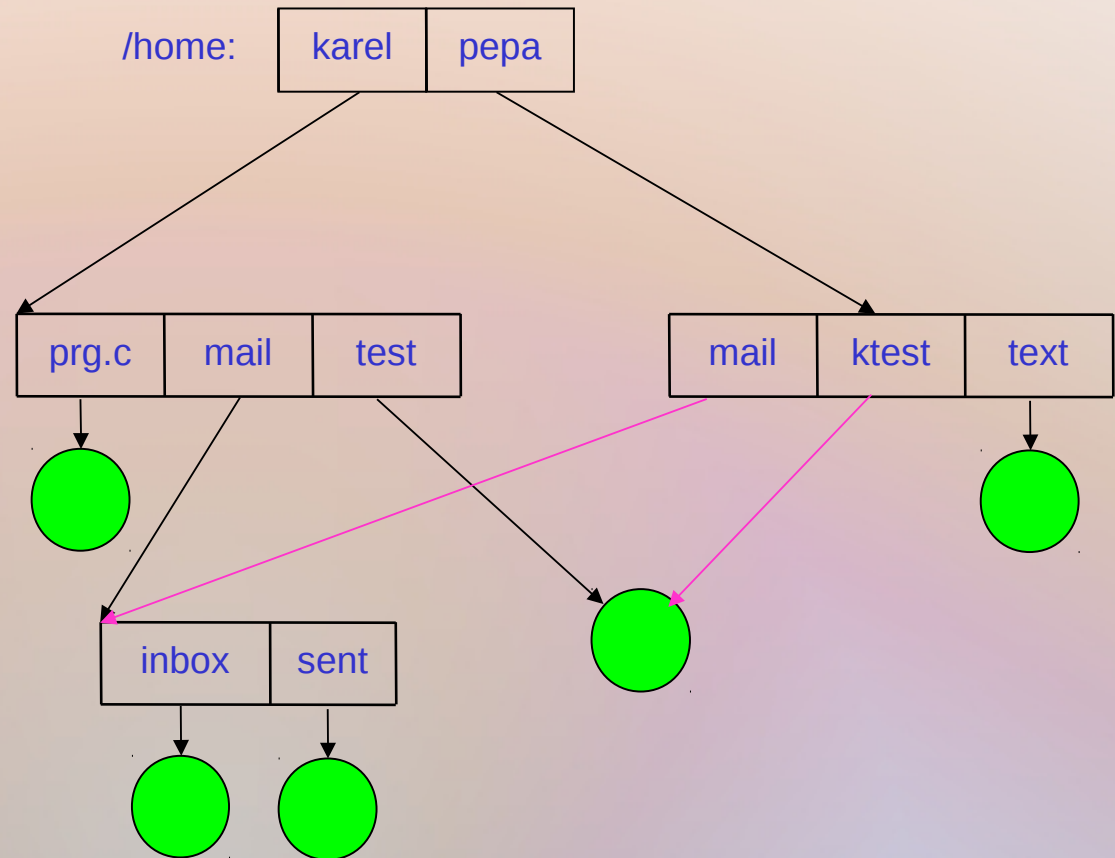 /home: karel pepa
prg.c mail test mail ktest text
inbox sent